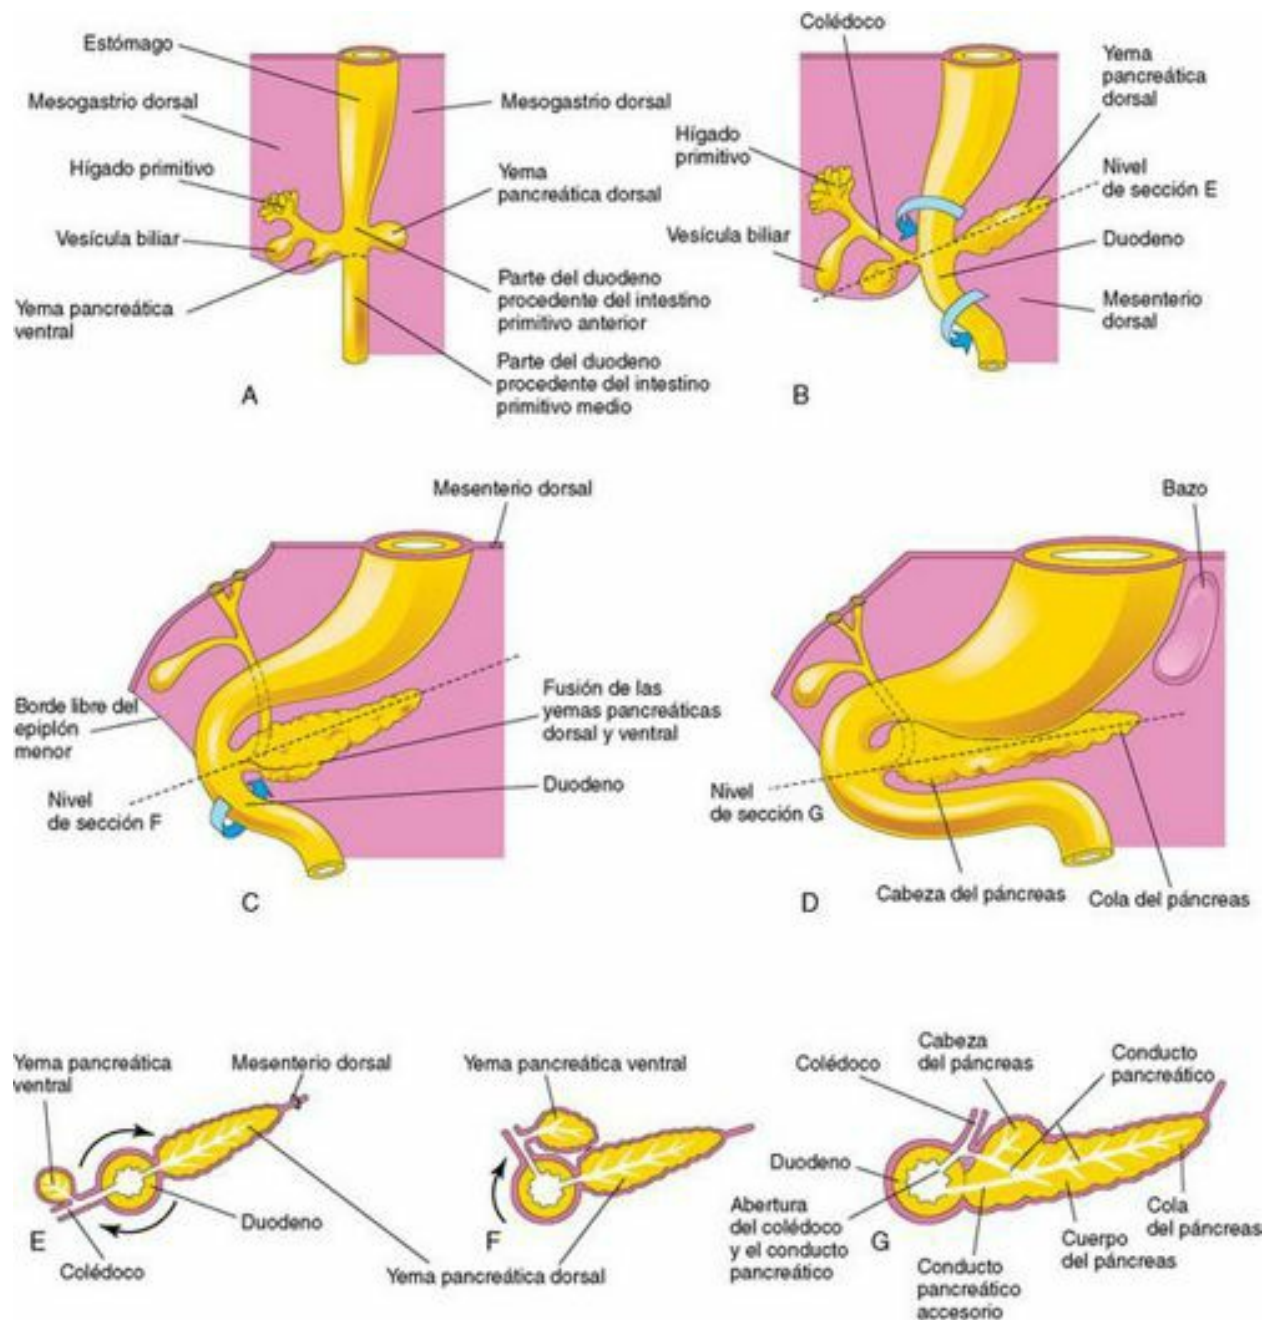 Estómago
Mesogastrio dorsal
Hígado primitivo
Vesícula biliar
Yema pancreática
ventral
Mesogastrio dorsal
Yema
pancreática dorsal
Parte del duodeno
procedente del intestino
primitivo anterior
Parte del duodeno
procedente del intestino
primitivo medio
A
Colédoco
Hígado
primitivo
Vesícula biliar
Yema
pancreática
dorsal
Nivel
de sección E
Duodeno
Mesenterio
dorsal
B
Mesenterio dorsal
Borde libre del
epiplón
menor
Nivel
de sección F
Fusión de las
yemas pancreáticas
dorsal y ventral
Duodeno
C
Bazo
Nivel
de sección G
Cabeza del páncreas
Cola del páncreas
D
Yema pancreática
ventral
Mesenterio dorsal
Duodeno
Colédoco
E
Yema pancreática ventral
Yema pancreática dorsal
F
Colédoco
Cabeza
del páncreas
Conducto
pancreático
Duodeno
Abertura
del colédoco
y el conducto
pancreático
Conducto
pancreático
accesorio
Cuerpo
del páncreas
Cola
del páncreas
G